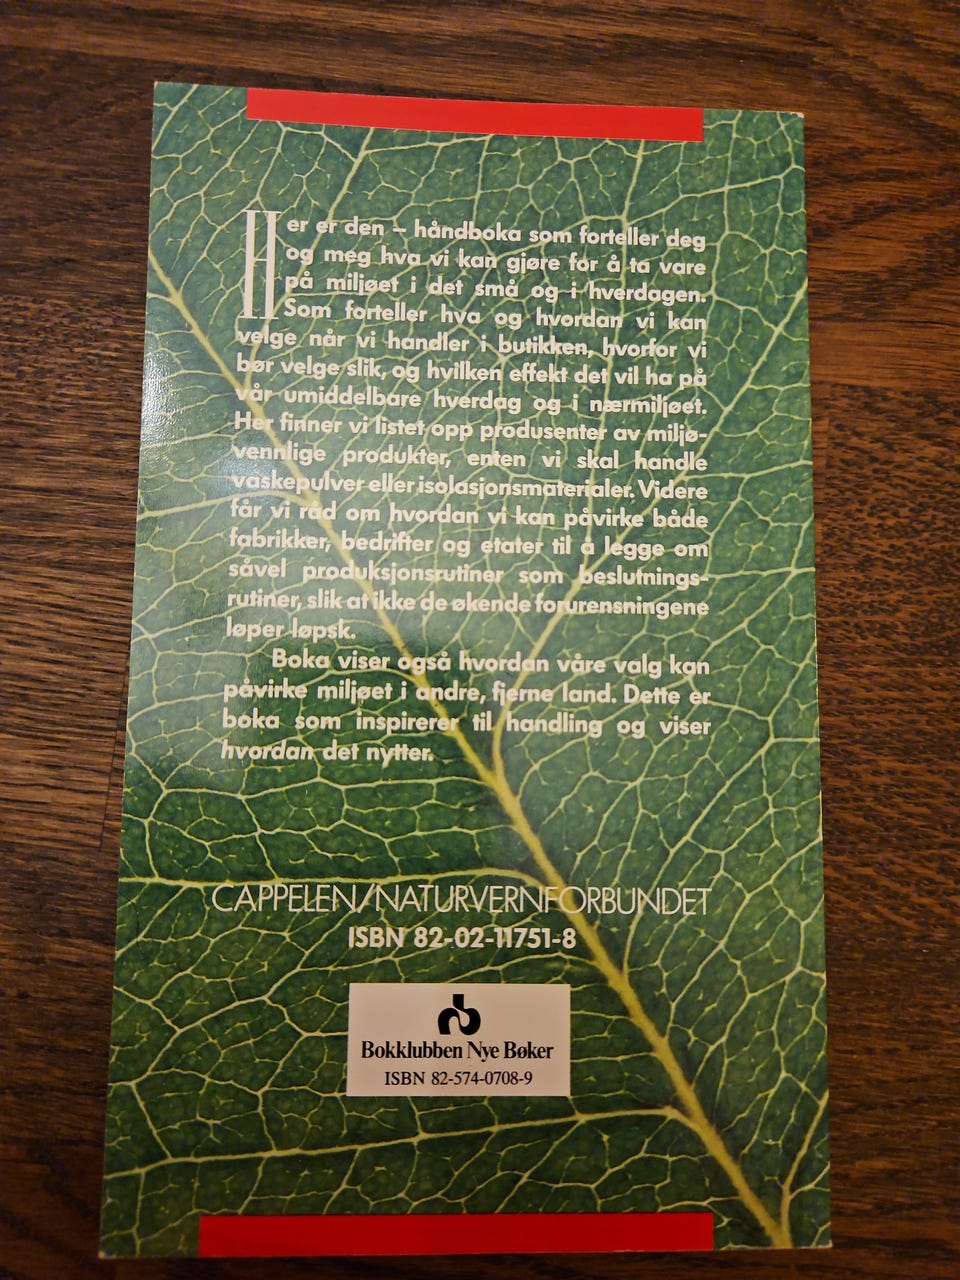 Her er den – håndboka som forteller deg
og meg hva vi kan gjøre for å ta vare
på miljøet i det små og i hverdagen.
Som forteller hva og hvordan vi kan
velge når vi handler i butikken, hvorfor vi
bør velge slik, og hvilken effekt det vil ha på
vår umiddelbare hverdag og i nærmiljøet.
Her finner vi listet opp produsenter av miljø-
vennlige produkter, enten vi skal handle
vaskepulver eller isolasjonsmaterialer. Videre
får vi råd om hvordan vi kan påvirke både
fabrikker, bedrifter og etater til å legge om
såvel produksjonsrutiner som beslutnings-
rutiner, slik at ikke de økende forurensningene
løper løpsk.
Boka viser også hvordan våre valg kan
påvirke miljøet i andre, fjerne land. Dette er
boka som inspirerer til handling og viser
hvordan det nytter.
CAPPELEN/NATURVERNFORBUNDET
ISBN 82-02-11751-8
Bokklubben Nye Bøker
ISBN 82-574-0708-9